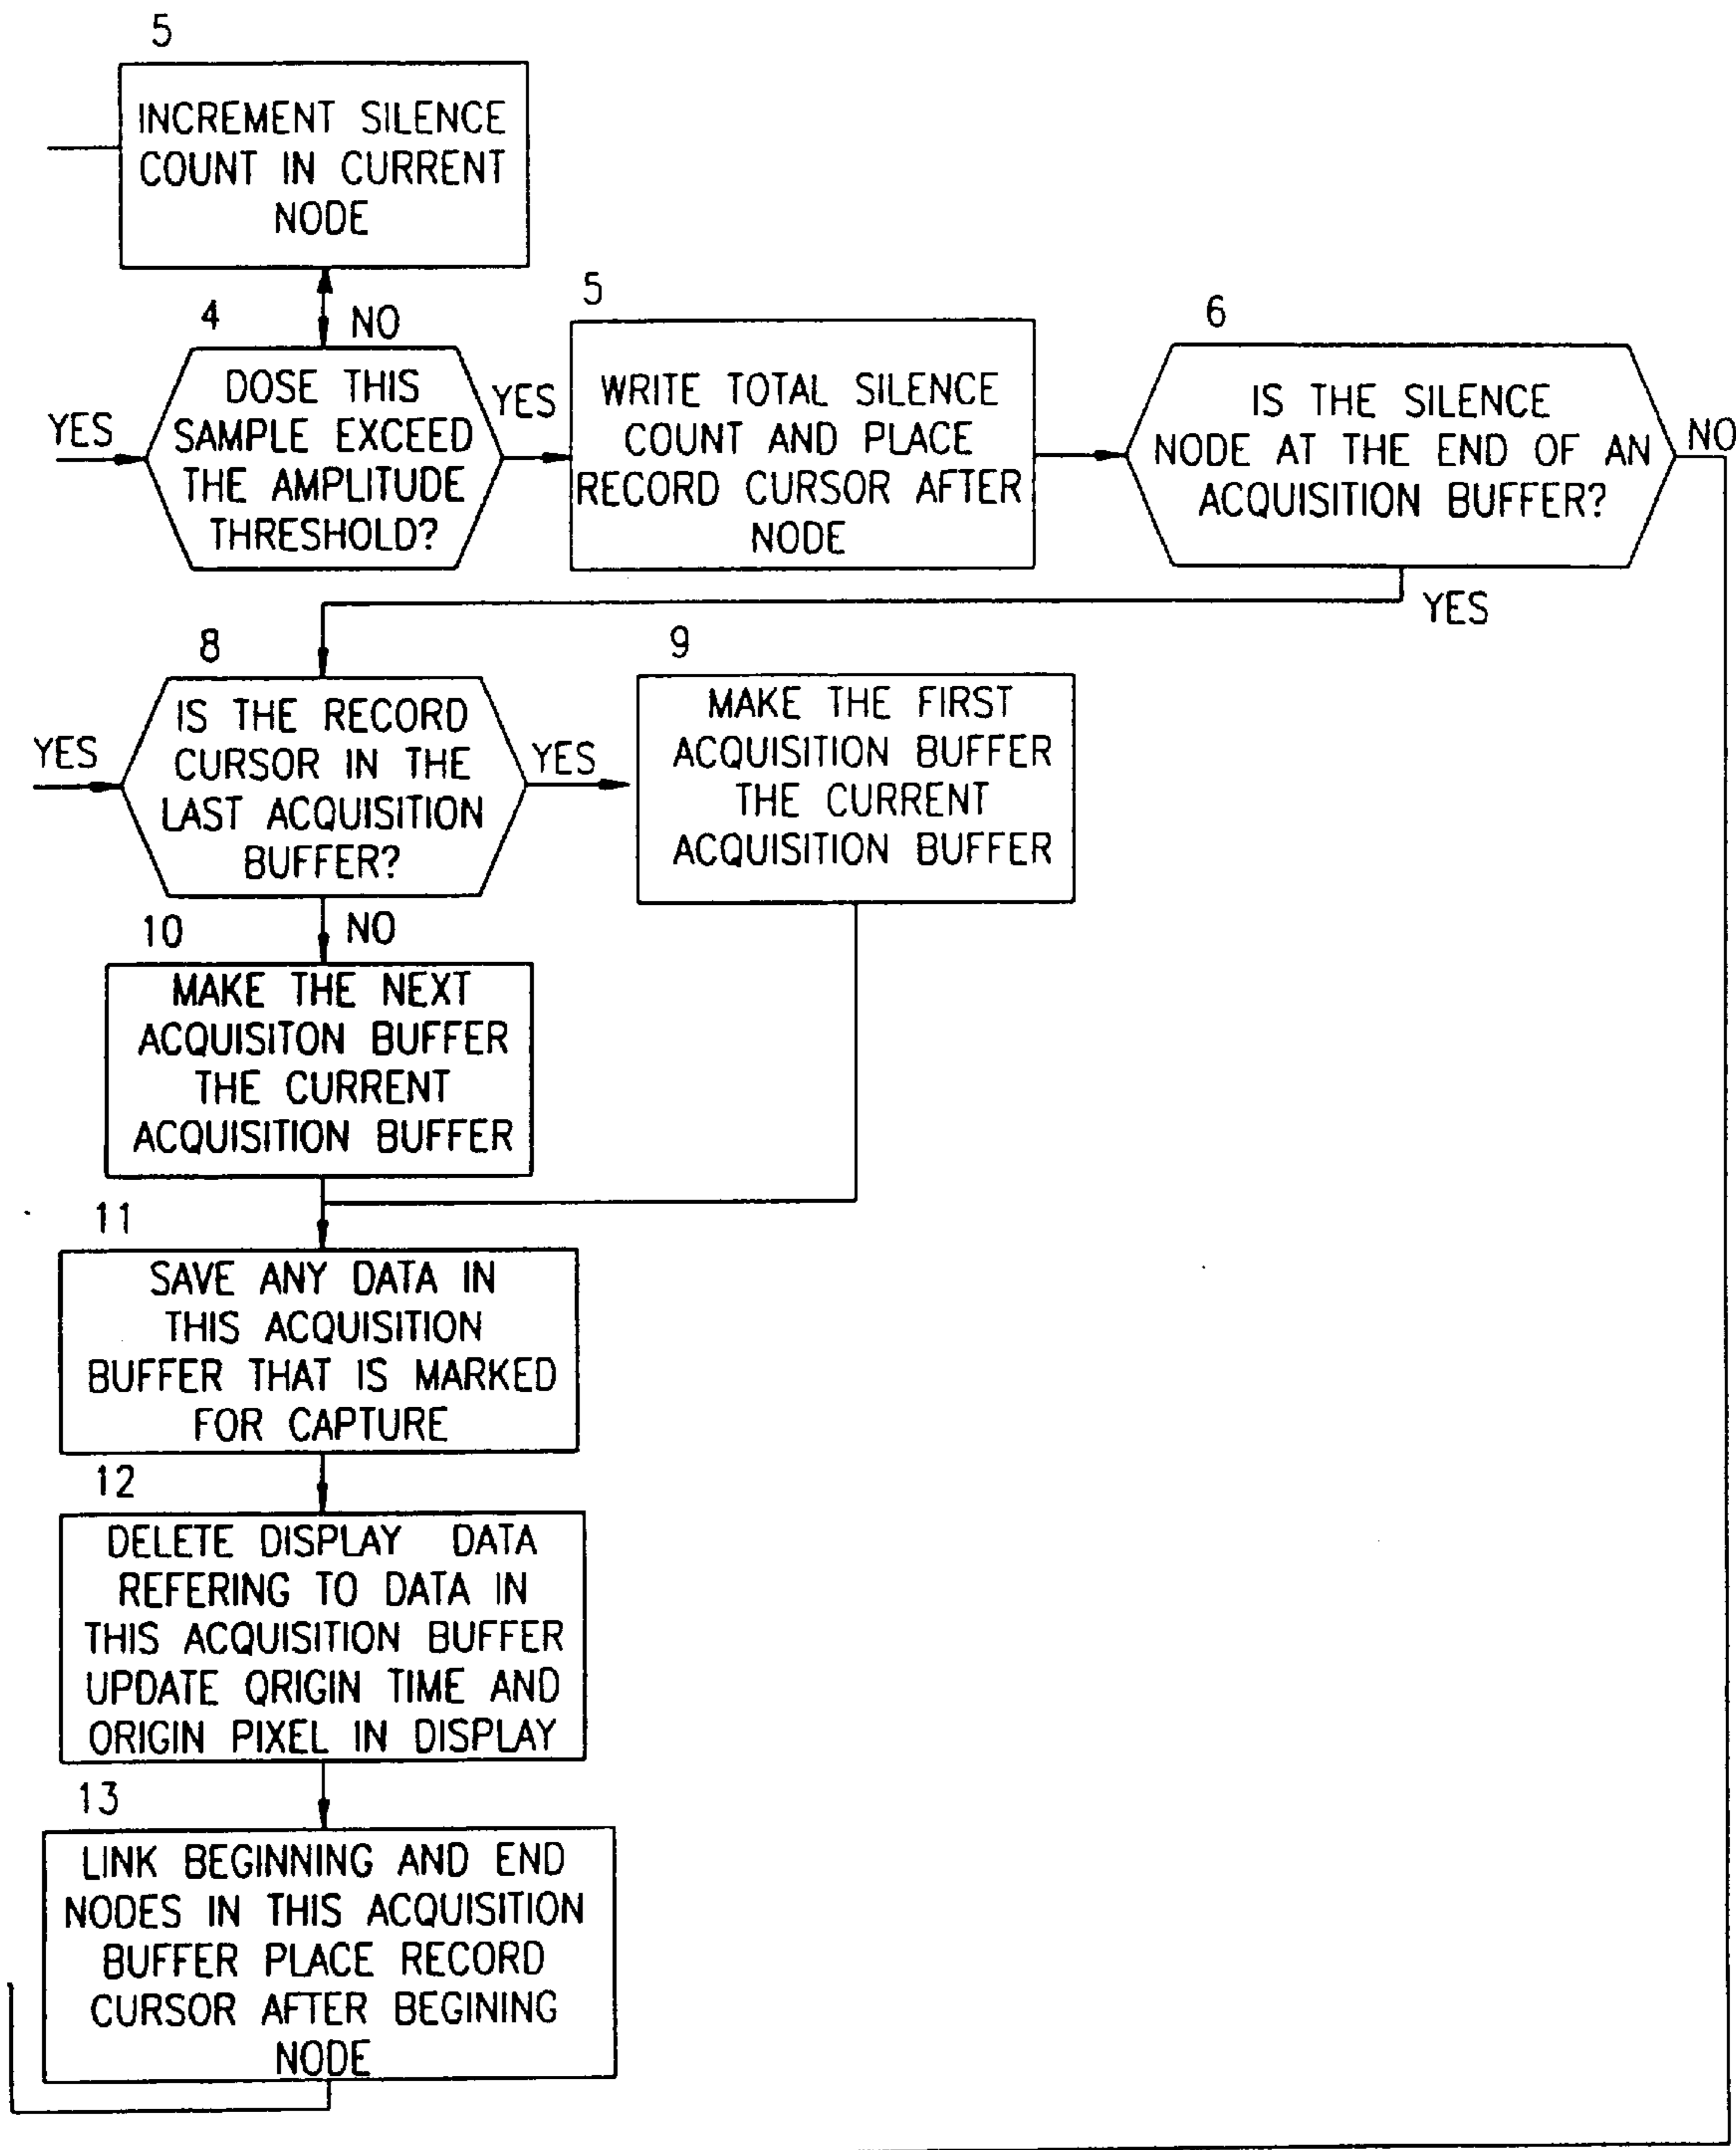 5
INCREMENT SILENCE
COUNT IN CURRENT
NODE
4
NO
YES
DOSE THIS
SAMPLE EXCEED
THE AMPLITUDE
THRESHOLD?
YES
5
WRITE TOTAL SILENCE
COUNT AND PLACE
RECORD CURSOR AFTER
NODE
6
IS THE SILENCE
NODE AT THE END OF AN
ACQUISITION BUFFER?
NO
YES
8
YES
IS THE RECORD
CURSOR IN THE
LAST ACQUISITION
BUFFER?
YES
9
MAKE THE FIRST
ACQUISITION BUFFER
THE CURRENT
ACQUISITION BUFFER
NO
10
MAKE THE NEXT
ACQUISITON BUFFER
THE CURRENT
ACQUISITION BUFFER
11
SAVE ANY DATA IN
THIS ACQUISITION
BUFFER THAT IS MARKED
FOR CAPTURE
12
DELETE DISPLAY DATA
REFERING TO DATA IN
THIS ACQUISITION BUFFER
UPDATE ORIGIN TIME AND
ORIGIN PIXEL IN DISPLAY
13
LINK BEGINNING AND END
NODES IN THIS ACQUISITION
BUFFER PLACE RECORD
CURSOR AFTER BEGINING
NODE